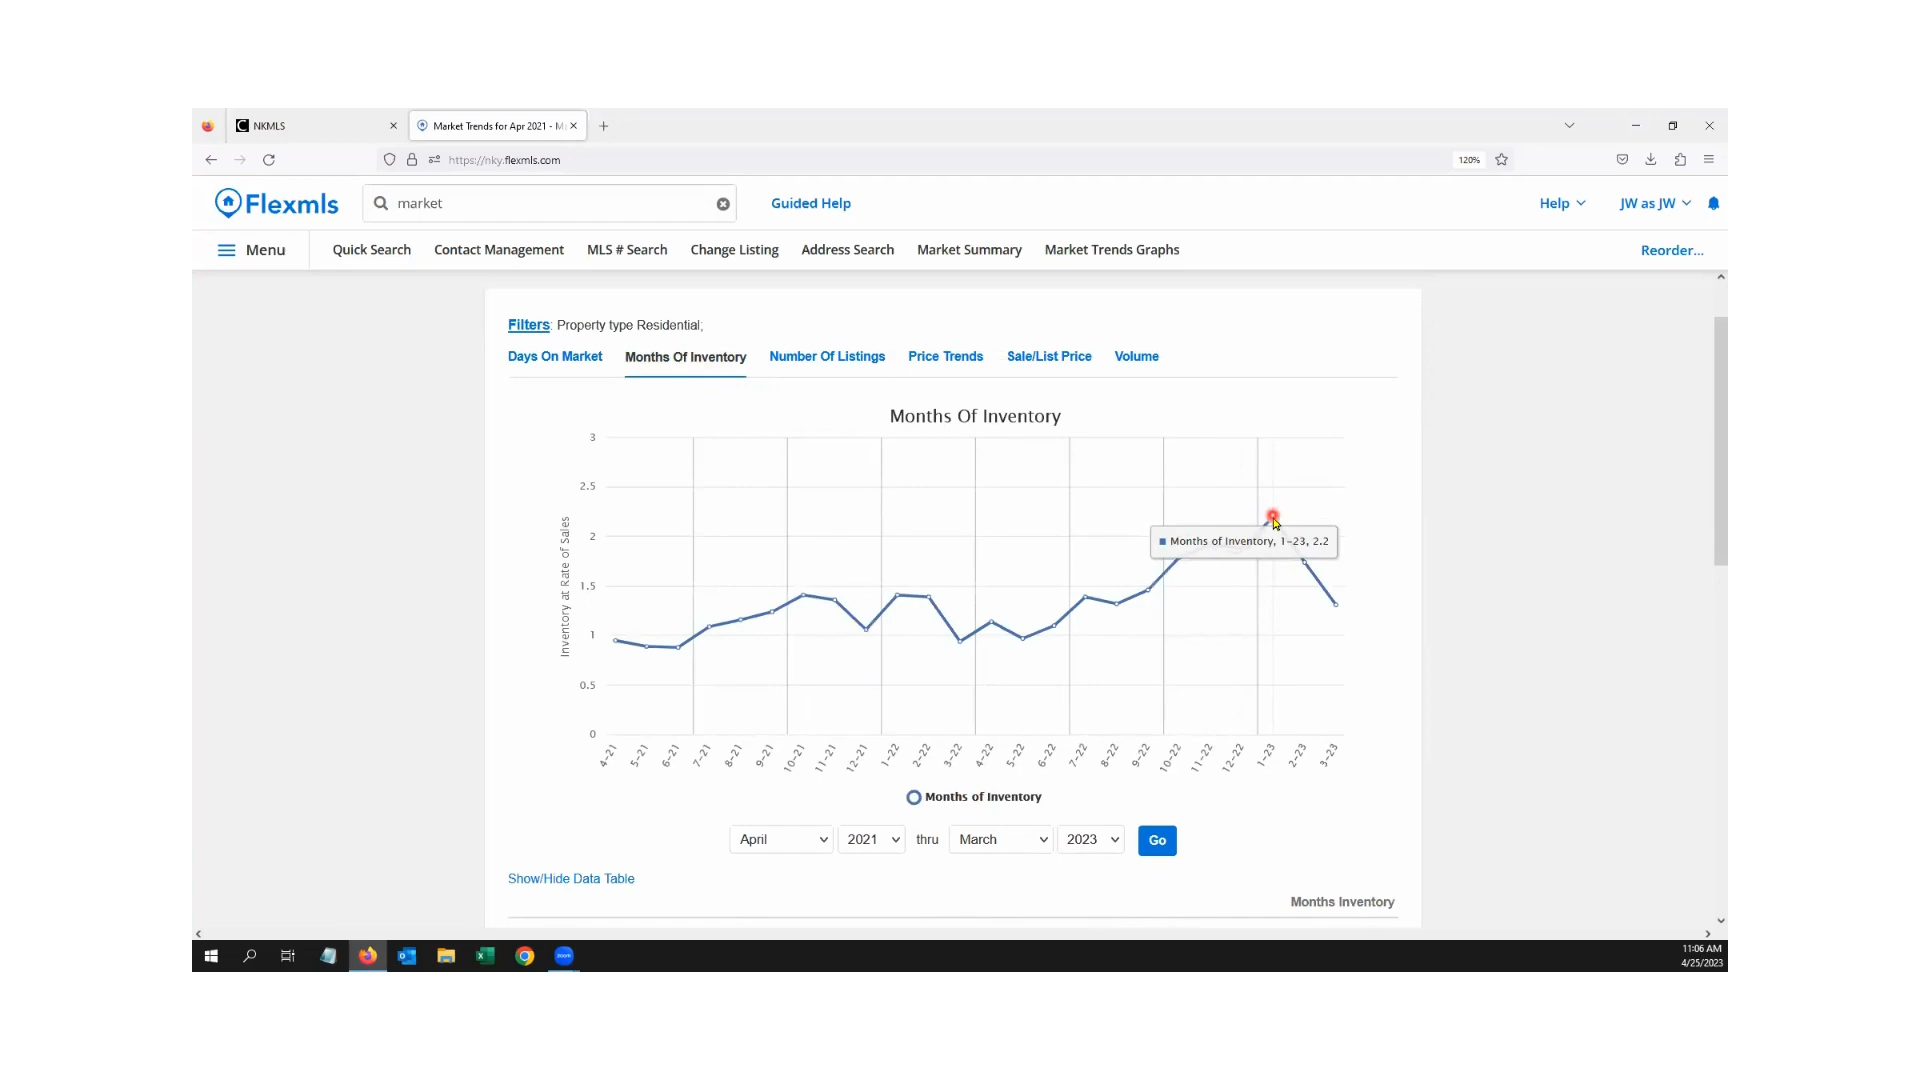 NKMLS
Market Trends for Apr 2021 - M
https://nky.flexmls.com
120%
Flexmls
market
Guided Help
Help
JW as JW
Menu
Quick Search
Contact Management
MLS # Search
Change Listing
Address Search
Market Summary
Market Trends Graphs
Reorder...
Filters: Property type Residential;
Days On Market
Months Of Inventory
Number Of Listings
Price Trends
Sale/List Price
Volume
Months Of Inventory
Inventory at Rate of Sales
3
2.5
2
1.5
1
0.5
0
Months of Inventory, 1-23, 2.2
4-21
5-21
6-21
7-21
8-21
9-21
10-21
11-21
12-21
1-22
2-22
3-22
4-22
5-22
6-22
7-22
8-22
9-22
10-22
11-22
12-22
1-23
2-23
3-23
Months of Inventory
April
2021
thru
March
2023
Go
Show/Hide Data Table
Months Inventory
zoom
11:06 AM
4/25/2023